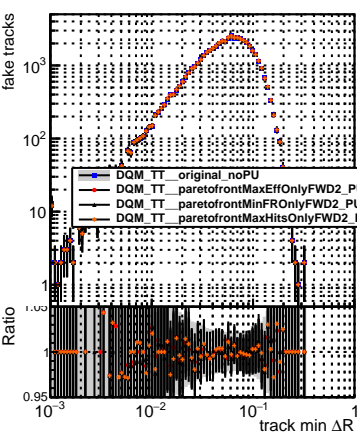 fake tracks
10³
10²
10
1
DQM_TT__original_noPU
DQM_TT__paretofrontMaxEffOnlyFWD2_PU
DQM_TT__paretofrontMinFROnlyFWD2_PU
DQM_TT__paretofrontMaxHitsOnlyFWD2_
Ratio
1.05
1
0.95
10⁻³ 10⁻² 10⁻¹ 1
track min ΔR